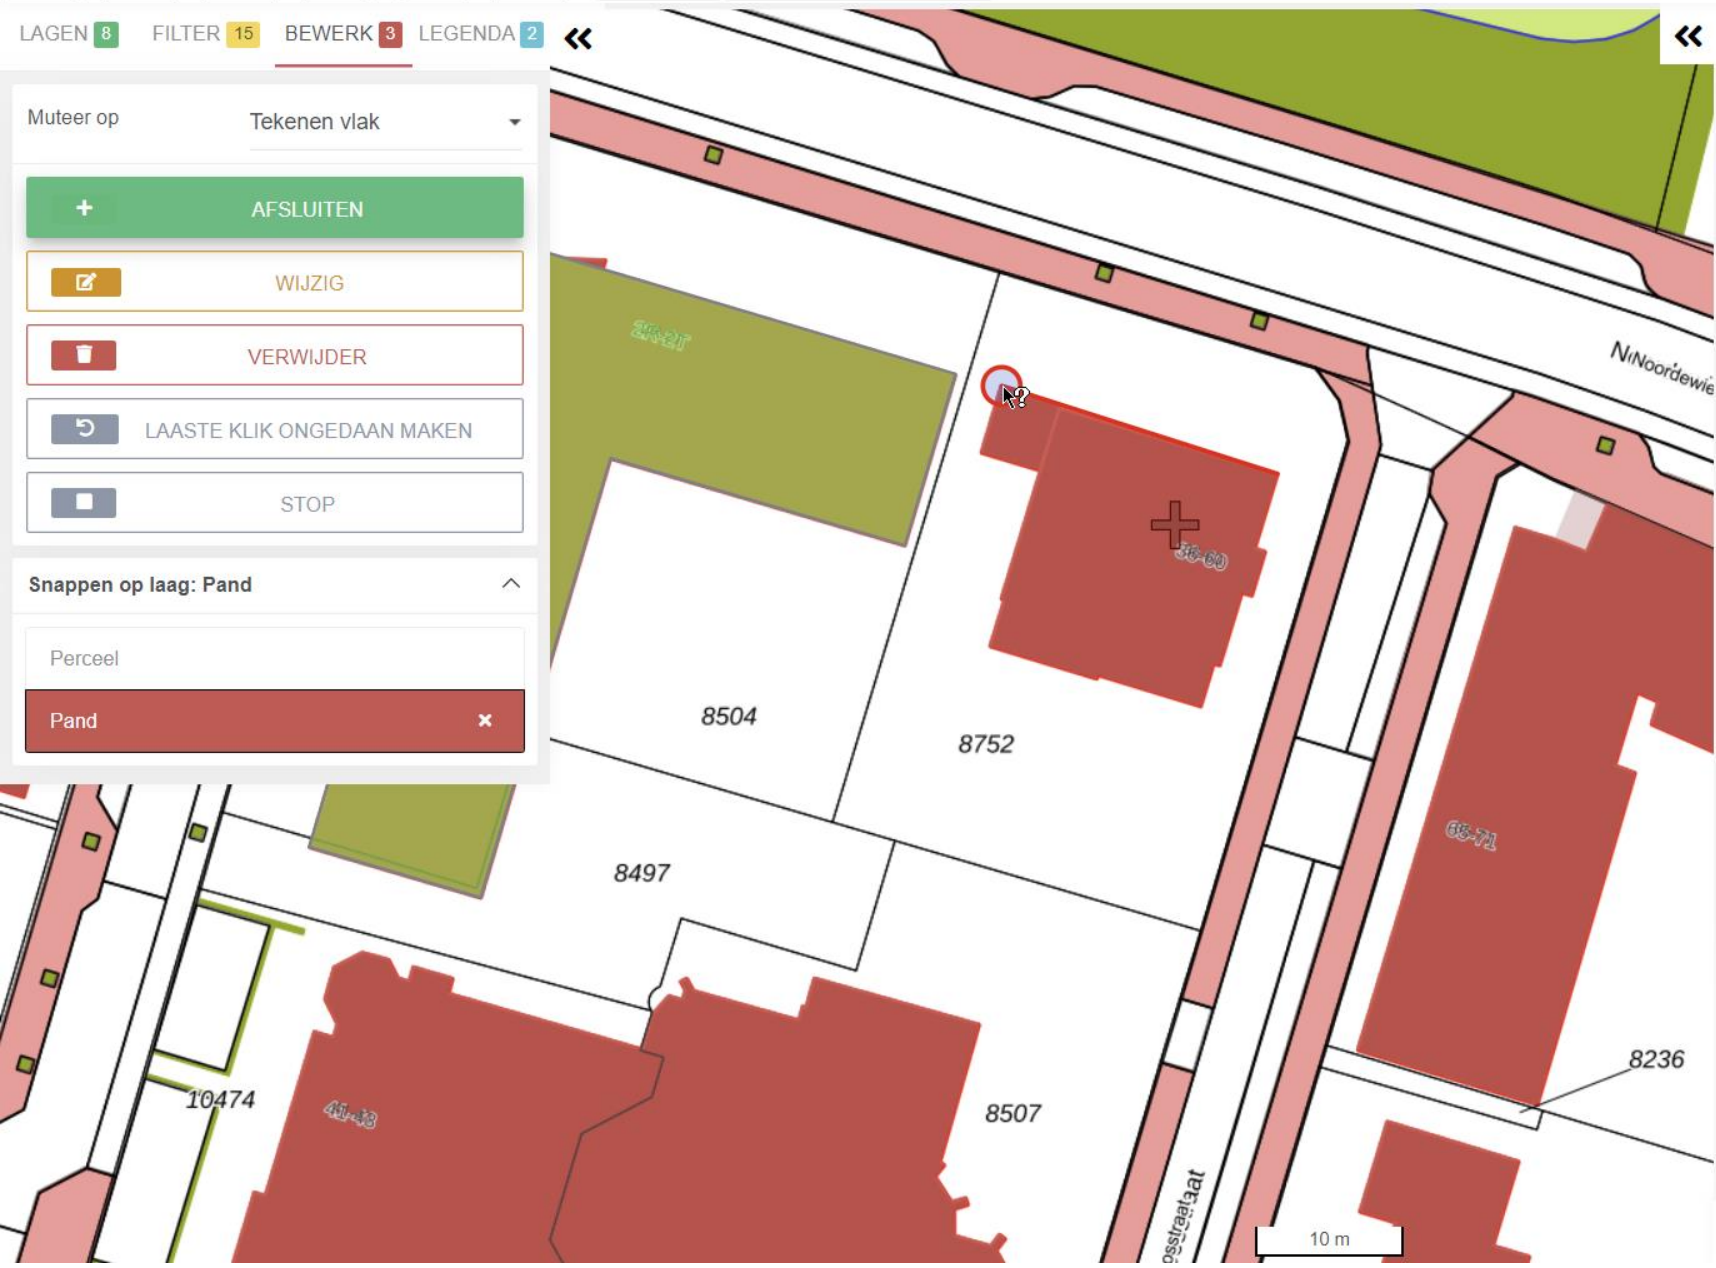 LAGEN 8 FILTER 15 BEWERK 3 LEGENDA 2
Muteer op
Tekenen vlak
AFSLUITEN
WIJZIG
VERWIJDER
LAASTE KLIK ONGEDAAN MAKEN
STOP
Snappen op laag: Pand
Perceel
Pand
8504
8752
8497
65-71
10474
41-43
8507
8236
10 m